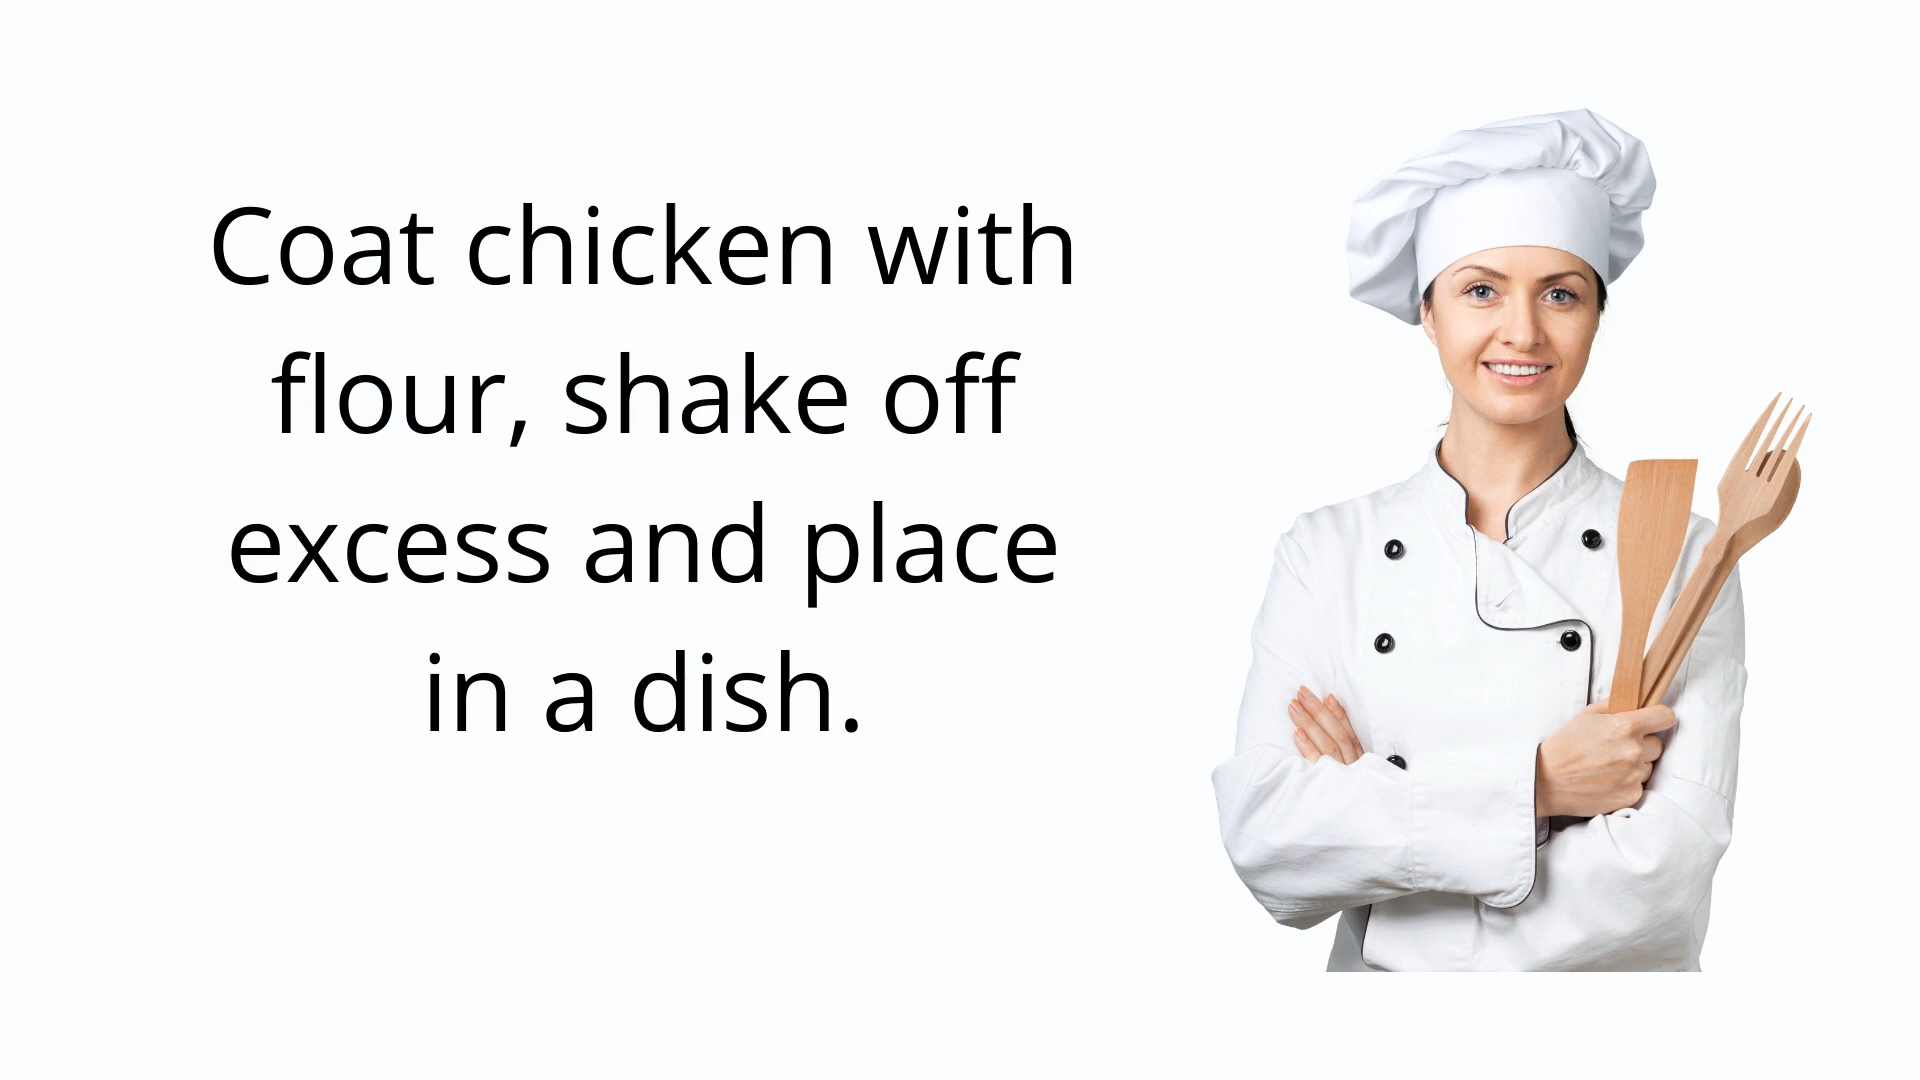 Coat chicken with
flour, shake off
excess and place
in a dish.